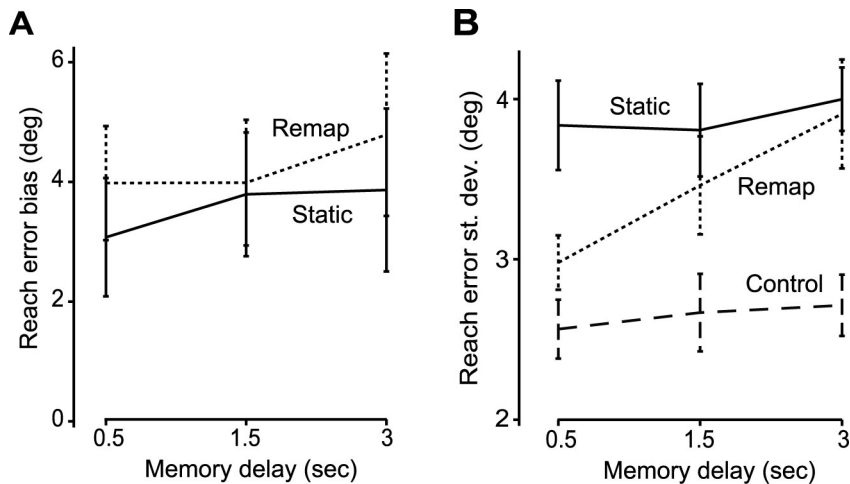 A
Reach error bias (deg)
6
4
2
0
Remap
Static
0.5
1.5
3
Memory delay (sec)
B
Reach error st. dev. (deg)
4
3
2
Static
Remap
Control
0.5
1.5
3
Memory delay (sec)